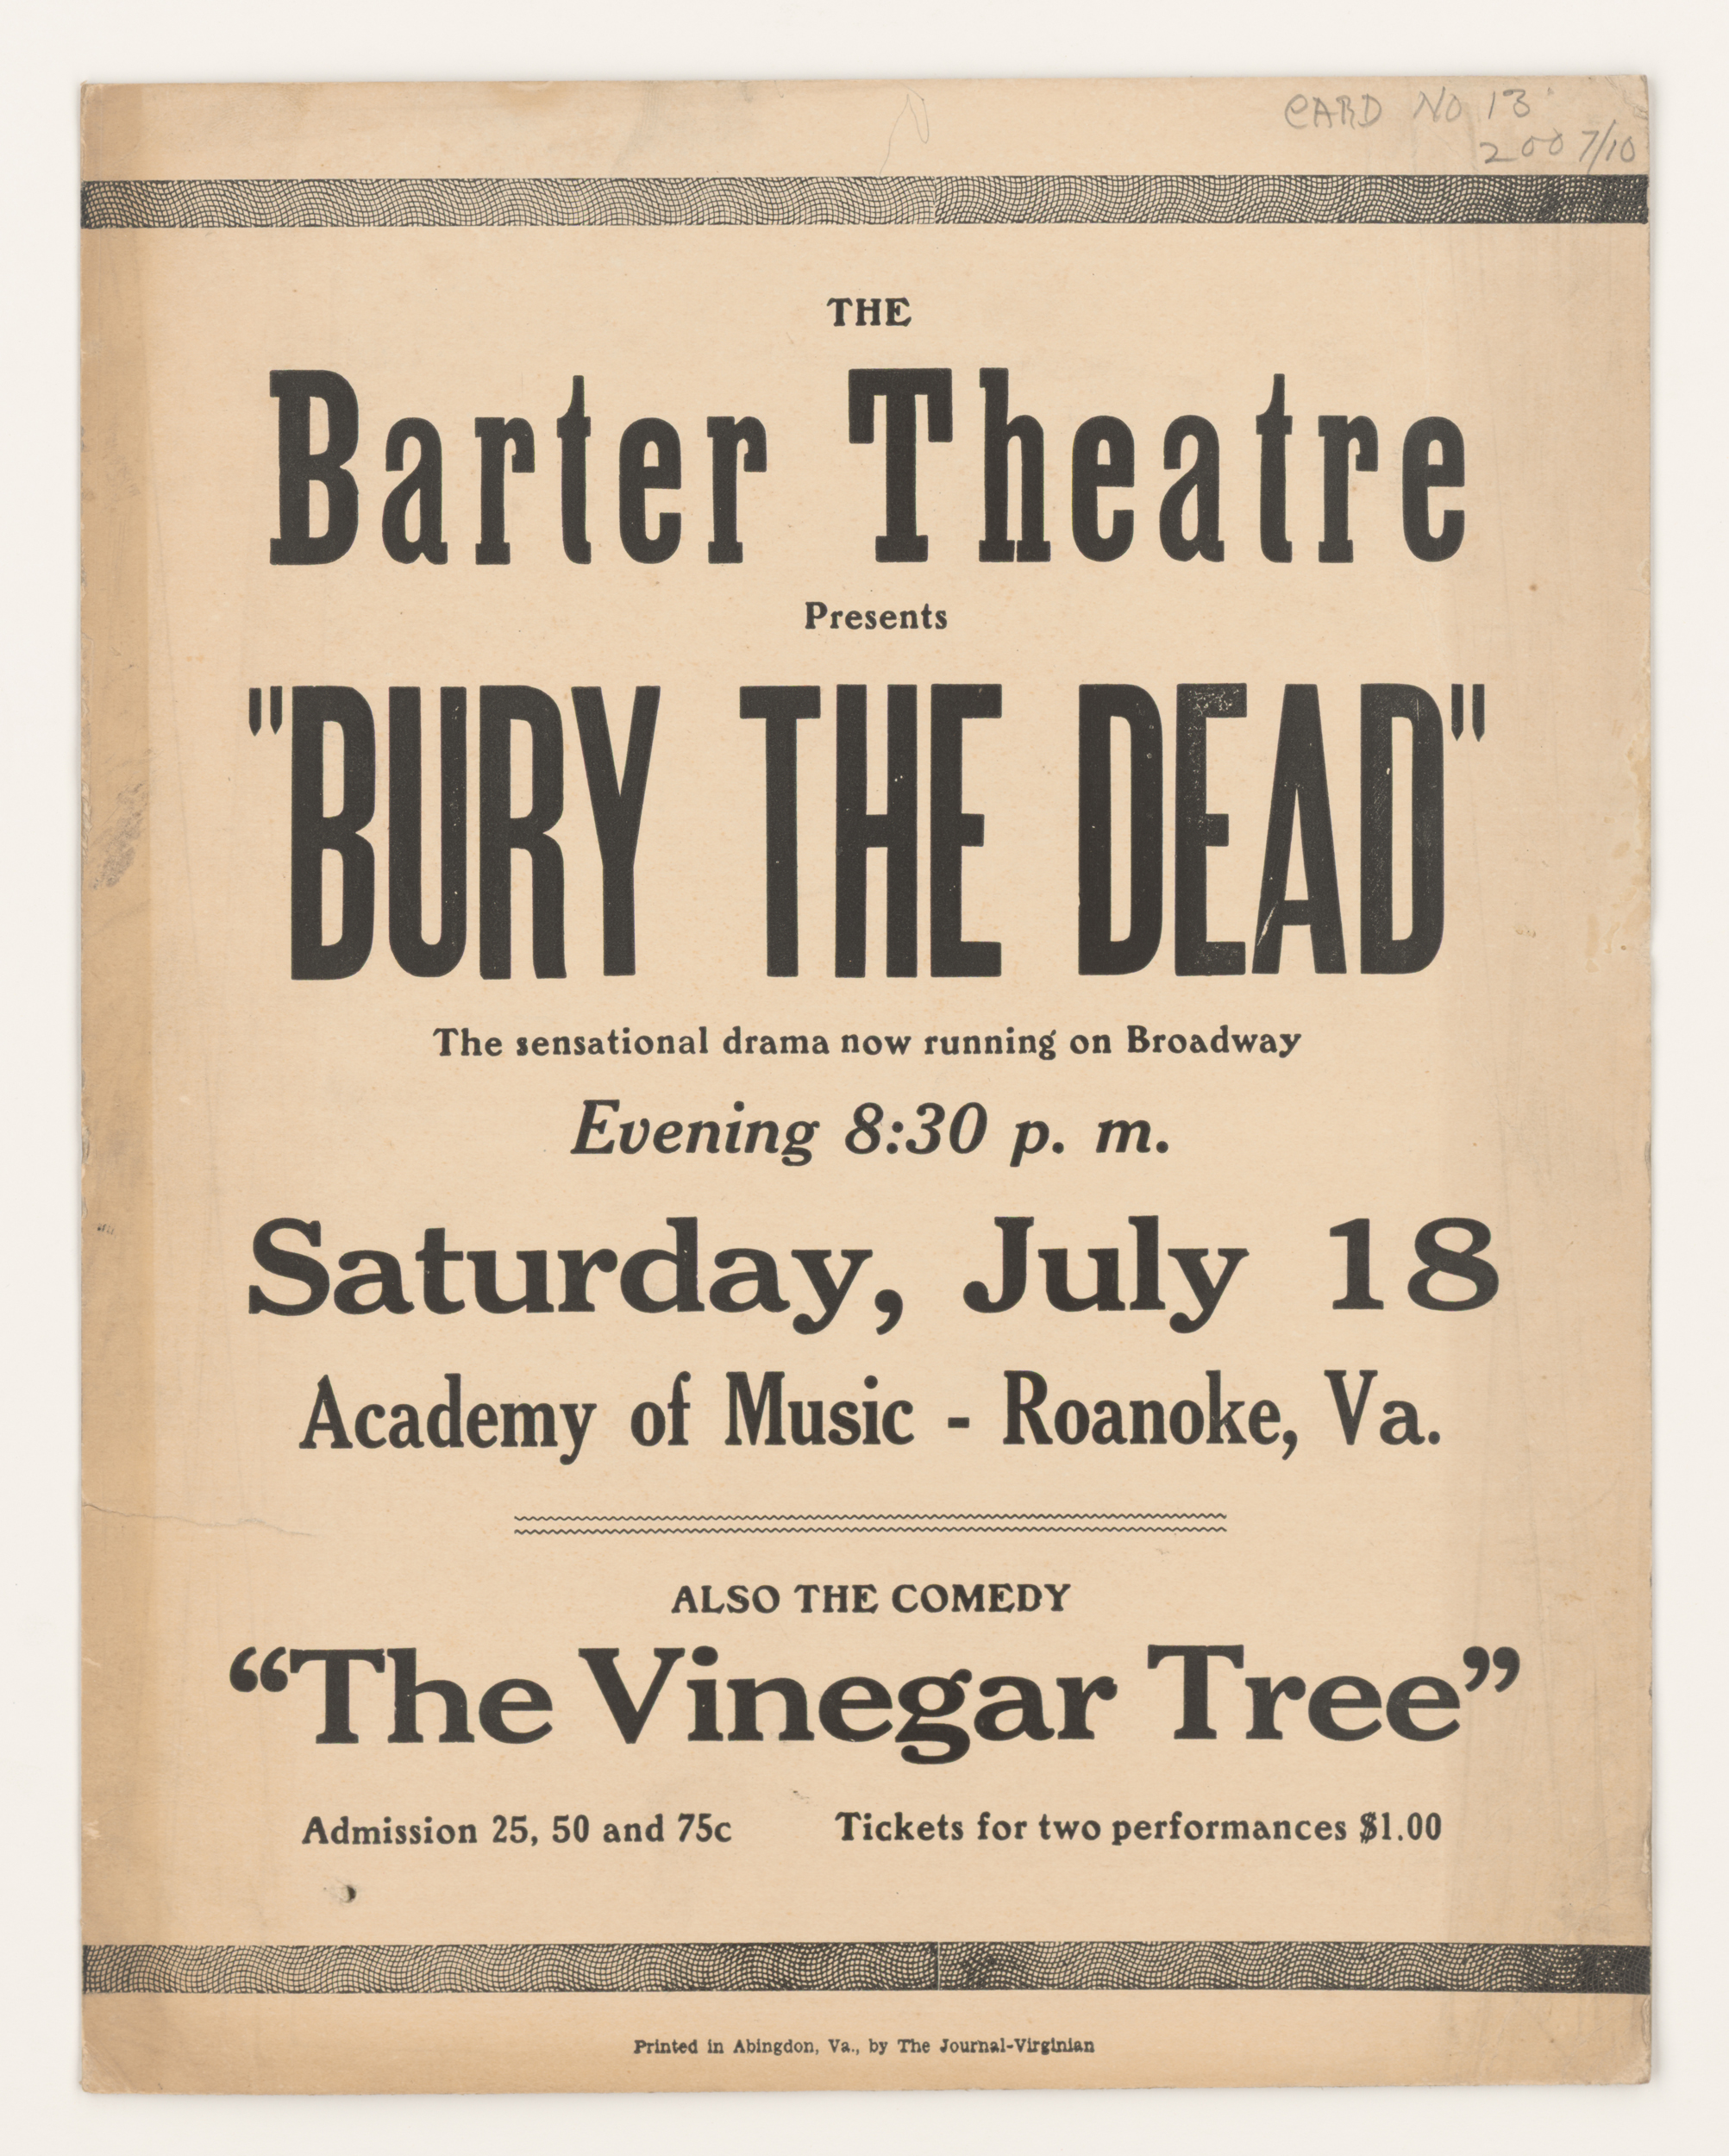 CARD NO 13
200 7/10
THE
Barter Theatre
Presents
"BURY THE DEAD"
The sensational drama now running on Broadway
Evening 8:30 p. m.
Saturday, July 18
Academy of Music - Roanoke, Va.
ALSO THE COMEDY
“The Vinegar Tree”
Admission 25, 50 and 75c Tickets for two performances $1.00
Printed in Abingdon, Va., by The Journal-Virginian